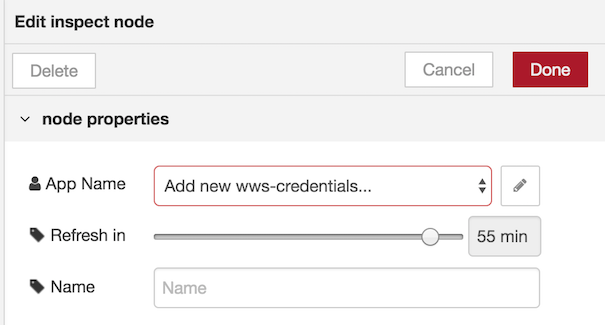 Edit inspect node
Delete Cancel Done
node properties
App Name Add new wws-credentials...
Refresh in 55 min
Name Name